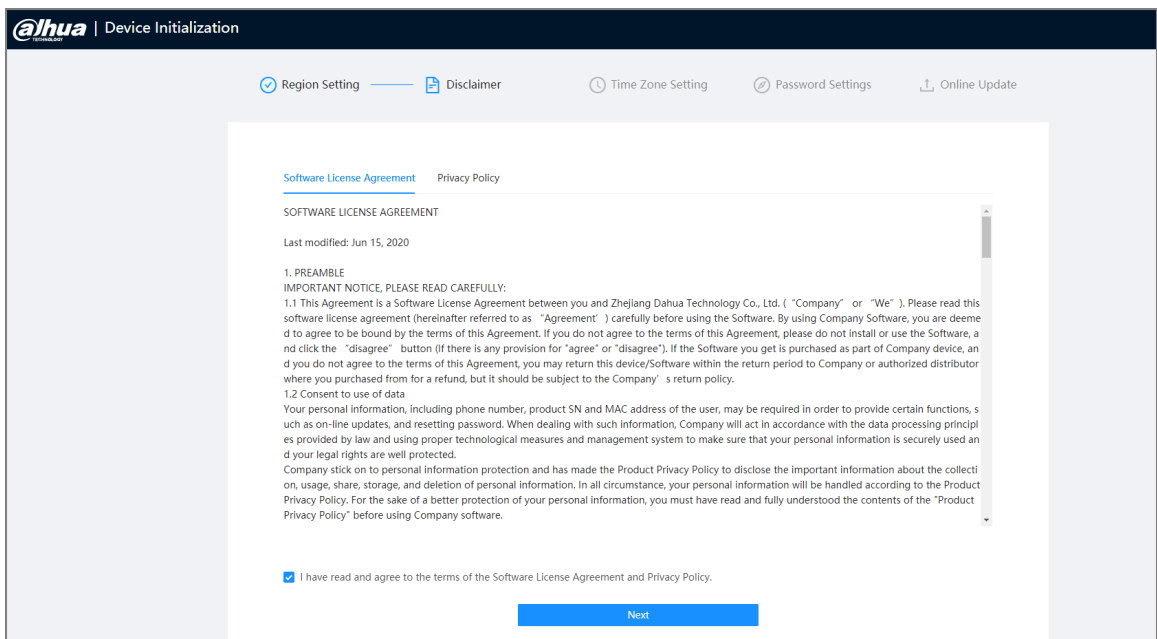 alhua | Device Initialization
TECHNOLOGY
Region Setting Disclaimer Time Zone Setting Password Settings Online Update
Software License Agreement Privacy Policy
SOFTWARE LICENSE AGREEMENT
Last modified: Jun 15, 2020
1. PREAMBLE
IMPORTANT NOTICE, PLEASE READ CAREFULLY:
1.1 This Agreement is a Software License Agreement between you and Zhejiang Dahua Technology Co., Ltd. ( “Company” or “We” ). Please read this
software license agreement (hereinafter referred to as “Agreement’ ) carefully before using the Software. By using Company Software, you are deeme
d to agree to be bound by the terms of this Agreement. If you do not agree to the terms of this Agreement, please do not install or use the Software, a
nd click the “disagree” button (If there is any provision for "agree" or "disagree"). If the Software you get is purchased as part of Company device, an
d you do not agree to the terms of this Agreement, you may return this device/Software within the return period to Company or authorized distributor
where you purchased from for a refund, but it should be subject to the Company’ s return policy.
1.2 Consent to use of data
Your personal information, including phone number, product SN and MAC address of the user, may be required in order to provide certain functions, s
uch as on-line updates, and resetting password. When dealing with such information, Company will act in accordance with the data processing principl
es provided by law and using proper technological measures and management system to make sure that your personal information is securely used an
d your legal rights are well protected.
Company stick on to personal information protection and has made the Product Privacy Policy to disclose the important information about the collecti
on, usage, share, storage, and deletion of personal information. In all circumstance, your personal information will be handled according to the Product
Privacy Policy. For the sake of a better protection of your personal information, you must have read and fully understood the contents of the "Product
Privacy Policy" before using Company software.
I have read and agree to the terms of the Software License Agreement and Privacy Policy.
Next